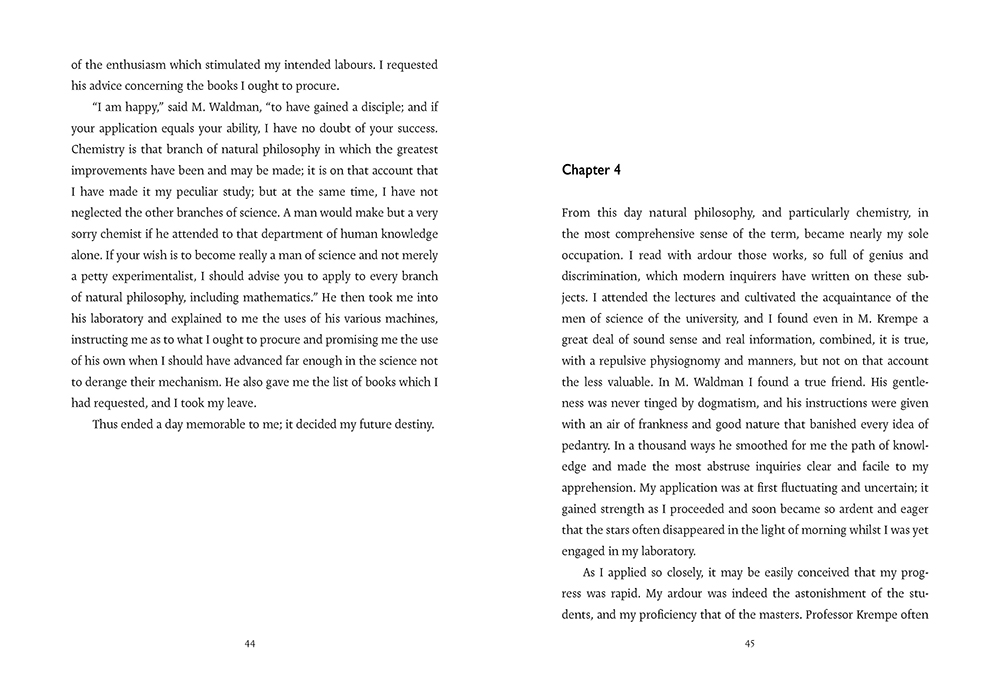 of the enthusiasm which stimulated my intended labours. I requested
his advice concerning the books I ought to procure.
“I am happy,” said M. Waldman, “to have gained a disciple; and if
your application equals your ability, I have no doubt of your success.
Chemistry is that branch of natural philosophy in which the greatest
improvements have been and may be made; it is on that account that
I have made it my peculiar study; but at the same time, I have not
neglected the other branches of science. A man would make but a very
sorry chemist if he attended to that department of human knowledge
alone. If your wish is to become really a man of science and not merely
a petty experimentalist, I should advise you to apply to every branch
of natural philosophy, including mathematics.” He then took me into
his laboratory and explained to me the uses of his various machines,
instructing me as to what I ought to procure and promising me the use
of his own when I should have advanced far enough in the science not
to derange their mechanism. He also gave me the list of books which I
had requested, and I took my leave.
Thus ended a day memorable to me; it decided my future destiny.
44
Chapter 4
From this day natural philosophy, and particularly chemistry, in
the most comprehensive sense of the term, became nearly my sole
occupation. I read with ardour those works, so full of genius and
discrimination, which modern inquirers have written on these sub-
jects. I attended the lectures and cultivated the acquaintance of the
men of science of the university, and I found even in M. Krempe a
great deal of sound sense and real information, combined, it is true,
with a repulsive physiognomy and manners, but not on that account
the less valuable. In M. Waldman I found a true friend. His gentle-
ness was never tinged by dogmatism, and his instructions were given
with an air of frankness and good nature that banished every idea of
pedantry. In a thousand ways he smoothed for me the path of knowl-
edge and made the most abstruse inquiries clear and facile to my
apprehension. My application was at first fluctuating and uncertain; it
gained strength as I proceeded and soon became so ardent and eager
that the stars often disappeared in the light of morning whilst I was yet
engaged in my laboratory.
As I applied so closely, it may be easily conceived that my prog-
ress was rapid. My ardour was indeed the astonishment of the stu-
dents, and my proficiency that of the masters. Professor Krempe often
45